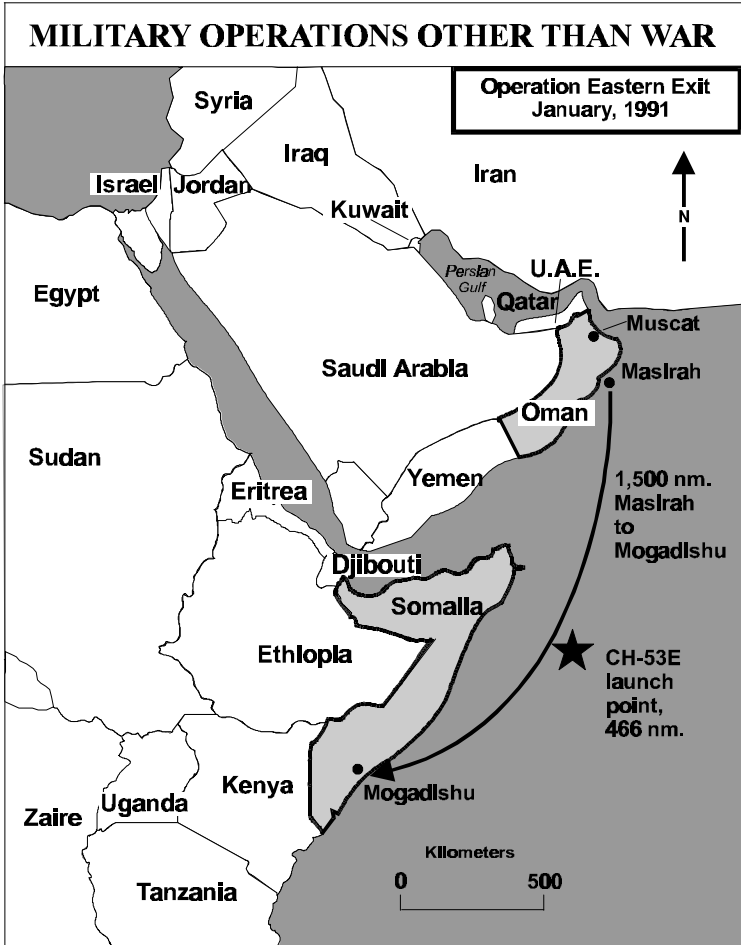 MILITARY OPERATIONS OTHER THAN WAR
Operation Eastern Exit
January, 1991
Syria
Iraq
Iran
Israel
Jordan
Kuwait
N
Persian
Gulf
U.A.E.
Qatar
Egypt
Muscat
Saudi Arabia
Masirah
Oman
Sudan
Yemen
Eritrea
1,500 nm.
Masirah
to
Mogadishu
Djibouti
Somalia
Ethiopia
CH-53E
launch
point,
466 nm.
Kenya
Mogadishu
Uganda
Zaire
Kilometers
0
500
Tanzania